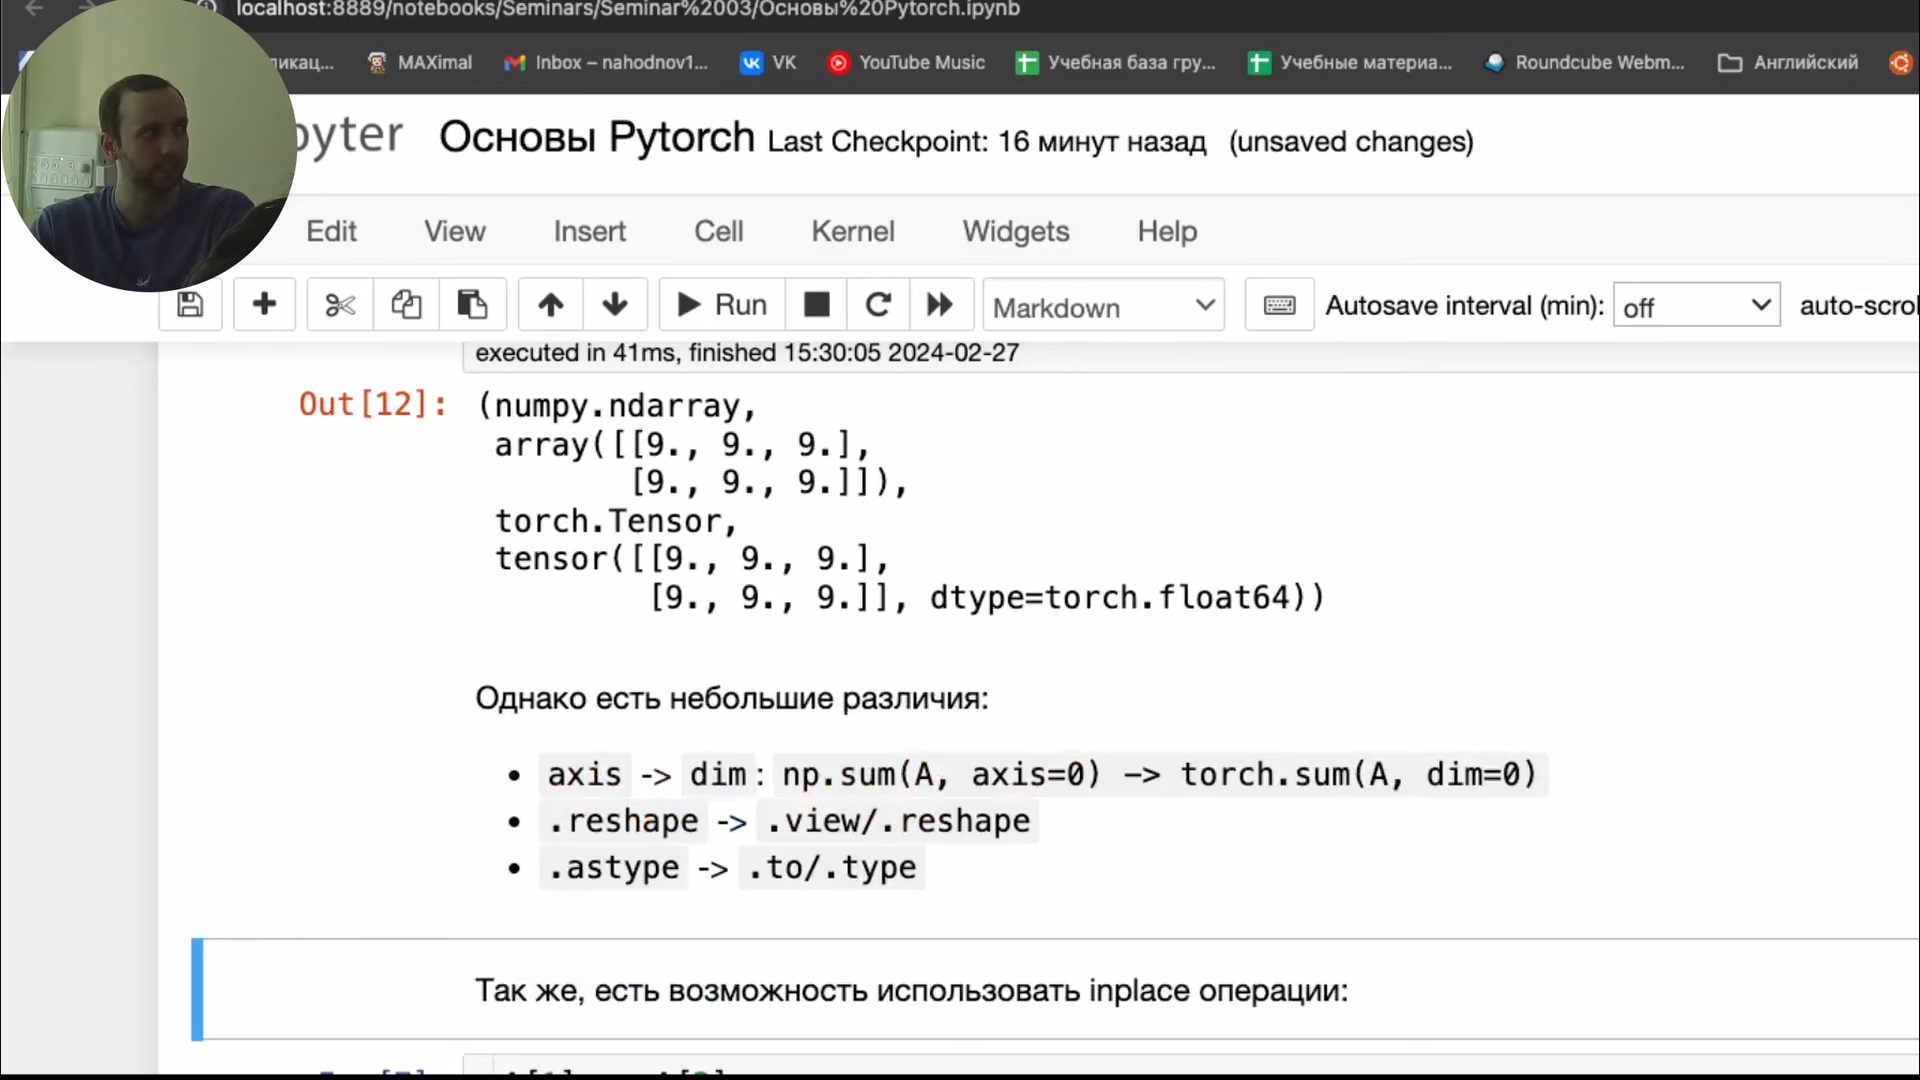 localhost:8889/notebooks/Seminars/Seminar%2003/Основы%20Pytorch.ipynb
ликац... MAXimal Inbox – nahodnov1... VK YouTube Music Учебная база гру... Учебные материа... Roundcube Webm... Английский
pyter Основы Pytorch Last Checkpoint: 16 минут назад (unsaved changes)
Edit View Insert Cell Kernel Widgets Help
Run Markdown Autosave interval (min): off auto-scrol
executed in 41ms, finished 15:30:05 2024-02-27
Out[12]: (numpy.ndarray,
array([[9., 9., 9.],
[9., 9., 9.]]),
torch.Tensor,
tensor([[9., 9., 9.],
[9., 9., 9.]], dtype=torch.float64))
Однако есть небольшие различия:
• axis -> dim : np.sum(A, axis=0) -> torch.sum(A, dim=0)
• .reshape -> .view/.reshape
• .astype -> .to/.type
Так же, есть возможность использовать inplace операции: